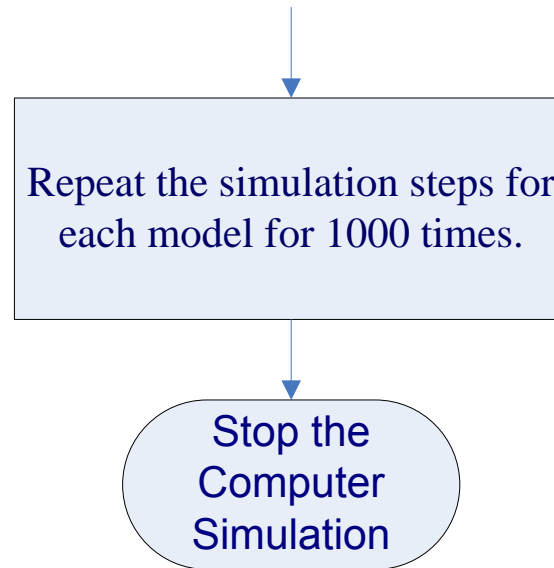 Repeat the simulation steps for
each model for 1000 times.
Stop the
Computer
Simulation